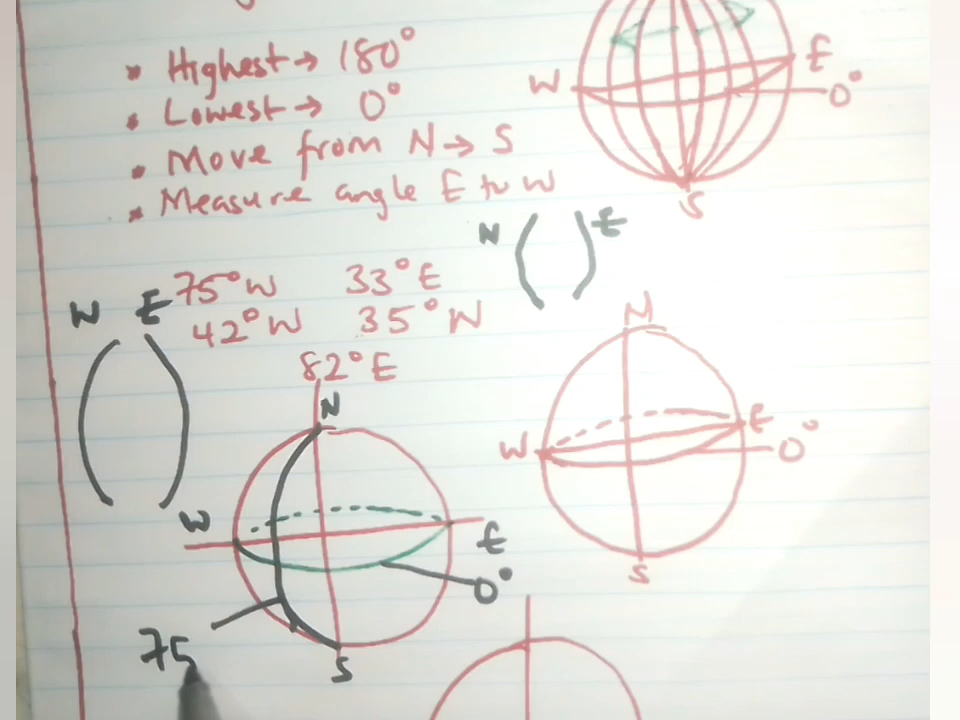 • Highest → 180°
• Lowest → 0°
• Move from N → S
• Measure angle E to W
W E 0°
S
N ( ) E
W E
75°W 33°E
42°W 35°W
82°E
N
W E
0°
75
S
N
W E
0°
S